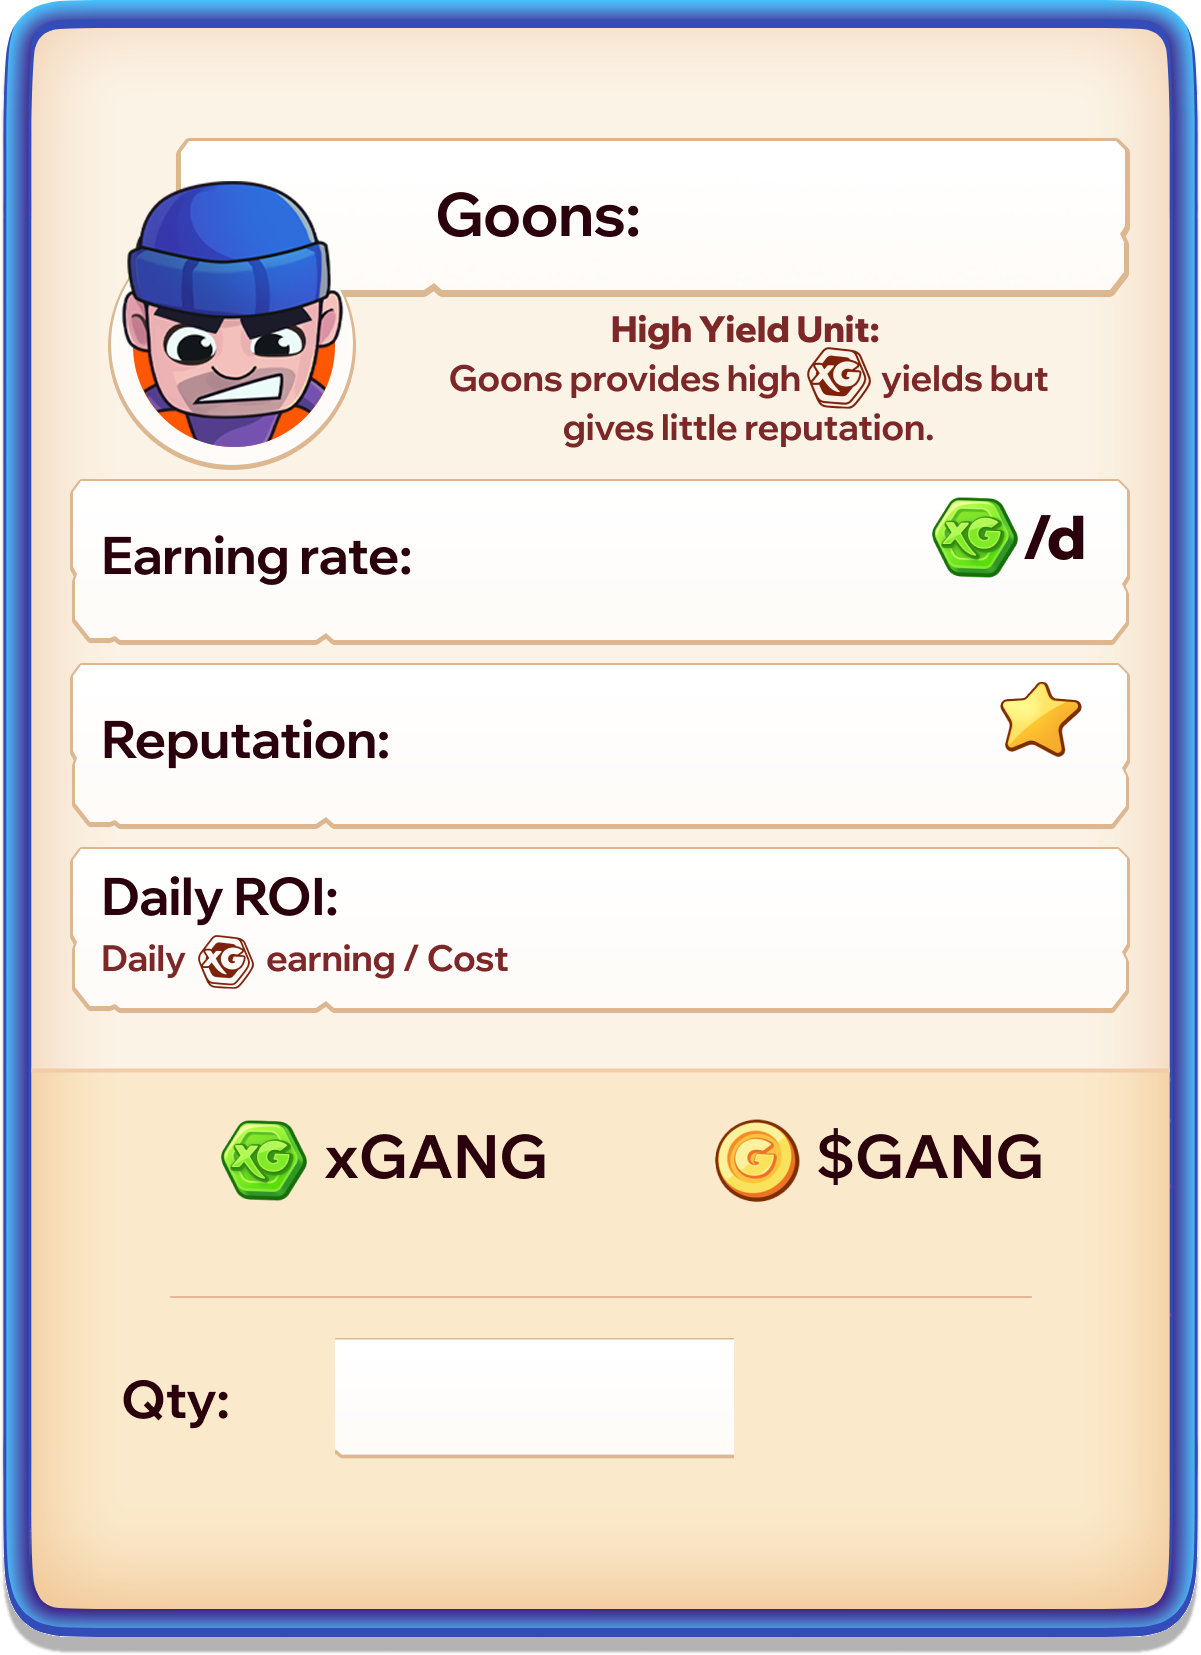 Goons:
High Yield Unit:
Goons provides high XG yields but
gives little reputation.
XG /d
Earning rate:
Reputation:
Daily ROI:
Daily XG earning / Cost
XG xGANG G $GANG
Qty: